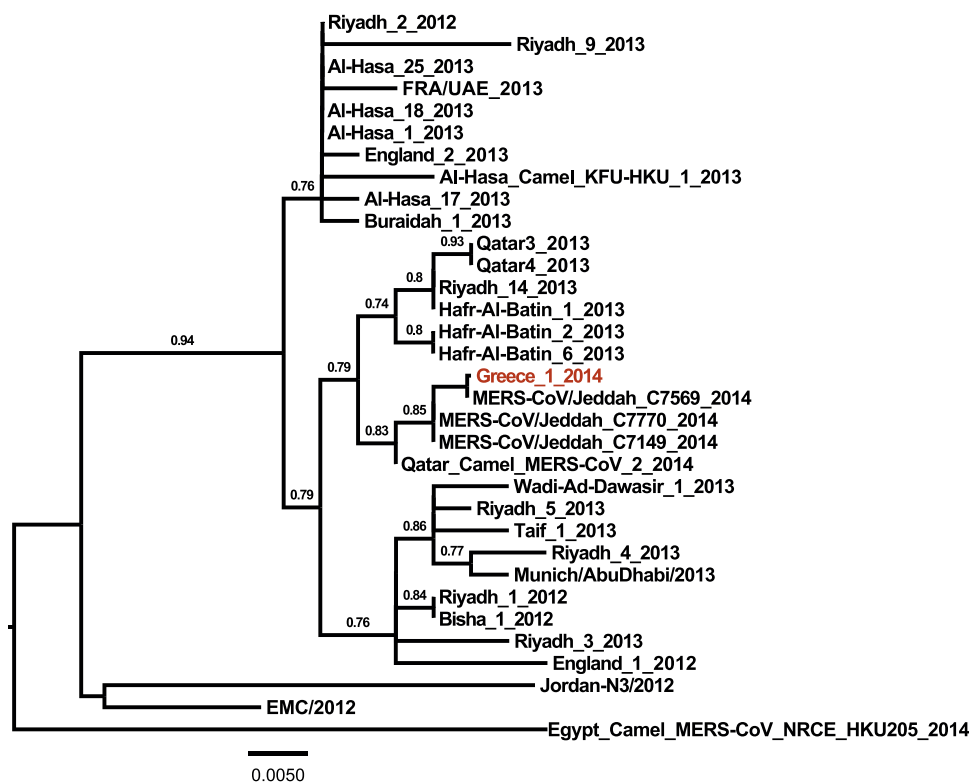 Riyadh_2_2012
Riyadh_9_2013
Al-Hasa_25_2013
FRA/UAE_2013
Al-Hasa_18_2013
Al-Hasa_1_2013
England_2_2013
Al-Hasa_Camel_KFU-HKU_1_2013
0.76
Al-Hasa_17_2013
Buraidah_1_2013
0.93
Qatar3_2013
Qatar4_2013
0.8
Riyadh_14_2013
0.74
Hafr-Al-Batin_1_2013
0.8
Hafr-Al-Batin_2_2013
0.94
Hafr-Al-Batin_6_2013
0.79
Greece_1_2014
MERS-CoV/Jeddah_C7569_2014
0.85
MERS-CoV/Jeddah_C7770_2014
0.83
MERS-CoV/Jeddah_C7149_2014
Qatar_Camel_MERS-CoV_2_2014
Wadi-Ad-Dawasir_1_2013
0.79
Riyadh_5_2013
0.86
Taif_1_2013
0.77
Riyadh_4_2013
Munich/AbuDhabi/2013
0.84
Riyadh_1_2012
Bisha_1_2012
0.76
Riyadh_3_2013
England_1_2012
Jordan-N3/2012
EMC/2012
Egypt_Camel_MERS-CoV_NRCE_HKU205_2014
0.0050